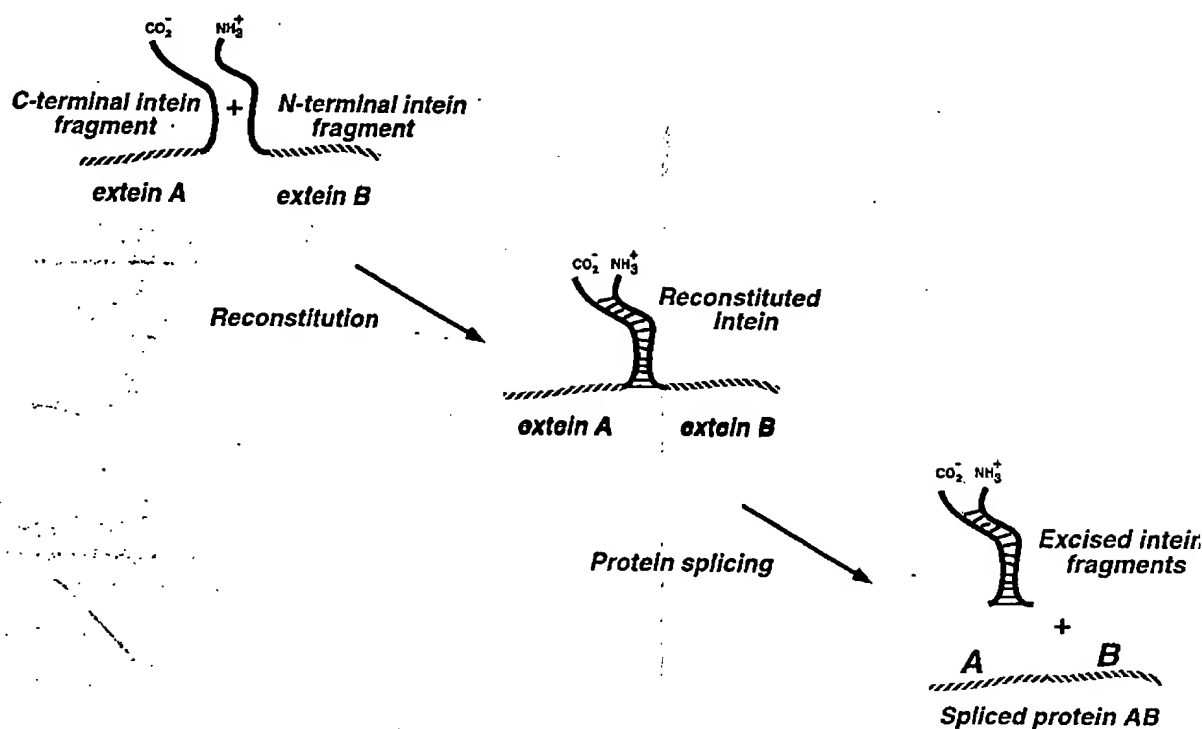 CO₂⁻ NH₃⁺
C-terminal intein fragment + N-terminal intein fragment
extein A extein B
Reconstitution
CO₂⁻ NH₃⁺
Reconstituted
Intein
extein A extein B
Protein splicing
CO₂⁻ NH₃⁺
Excised intein
fragments
+
A B
Spliced protein AB